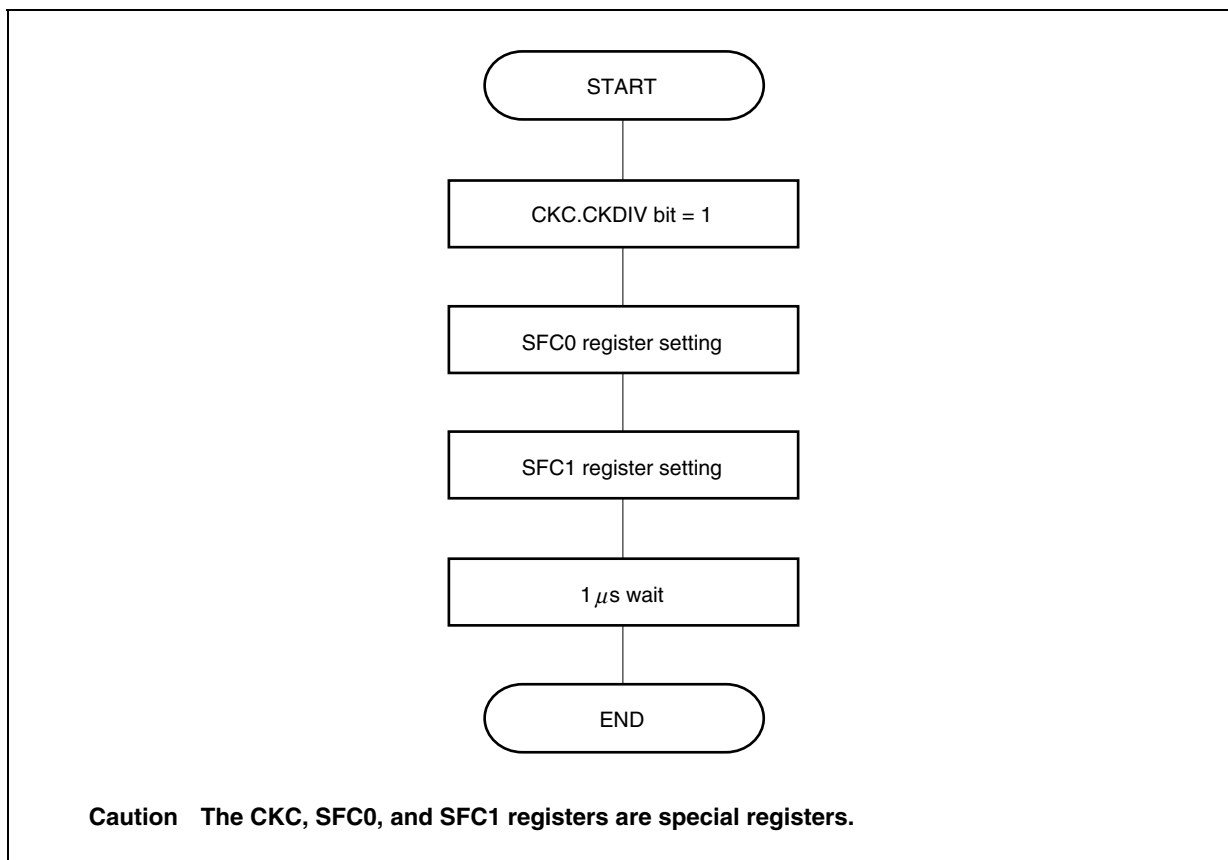 START
CKC.CKDIV bit = 1
SFC0 register setting
SFC1 register setting
1 μs wait
END
Caution The CKC, SFC0, and SFC1 registers are special registers.